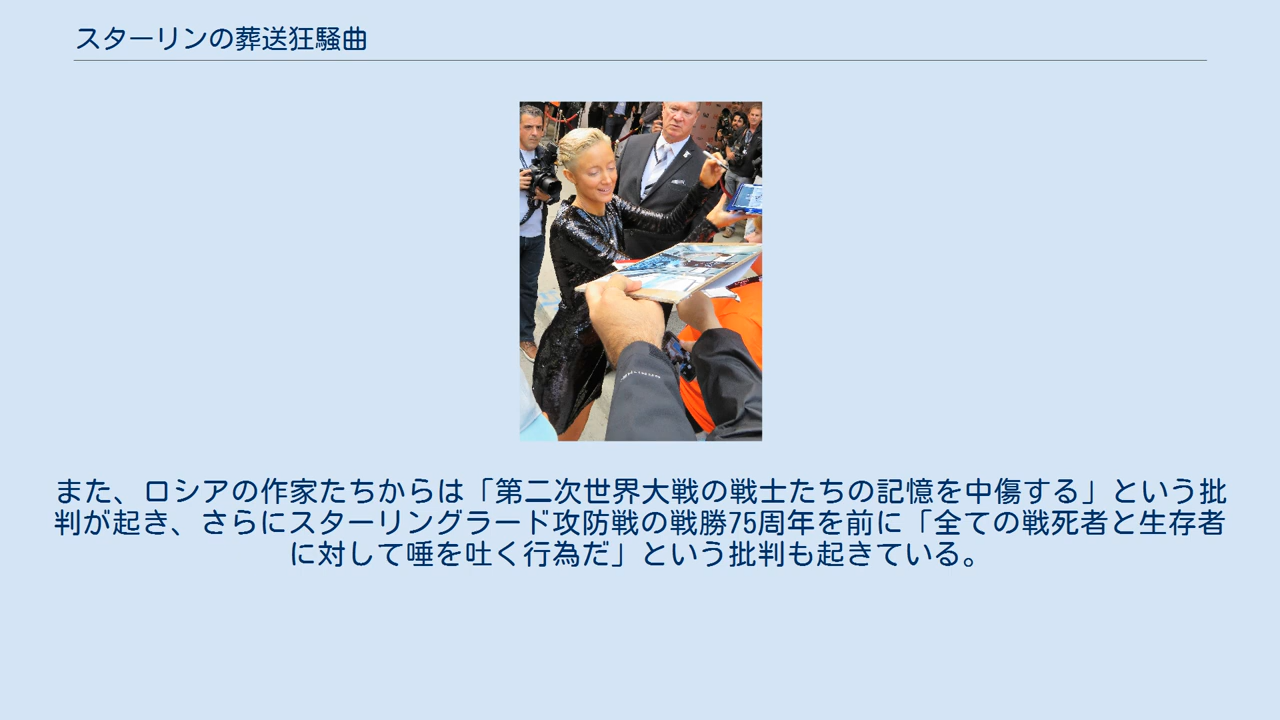 スターリンの葬送狂騒曲
また、ロシアの作家たちからは「第二次世界大戦の戦士たちの記憶を中傷する」という批
判が起き、さらにスターリングラード攻防戦の戦勝75周年を前に「全ての戦死者と生存者
に対して唾を吐く行為だ」という批判も起きている。